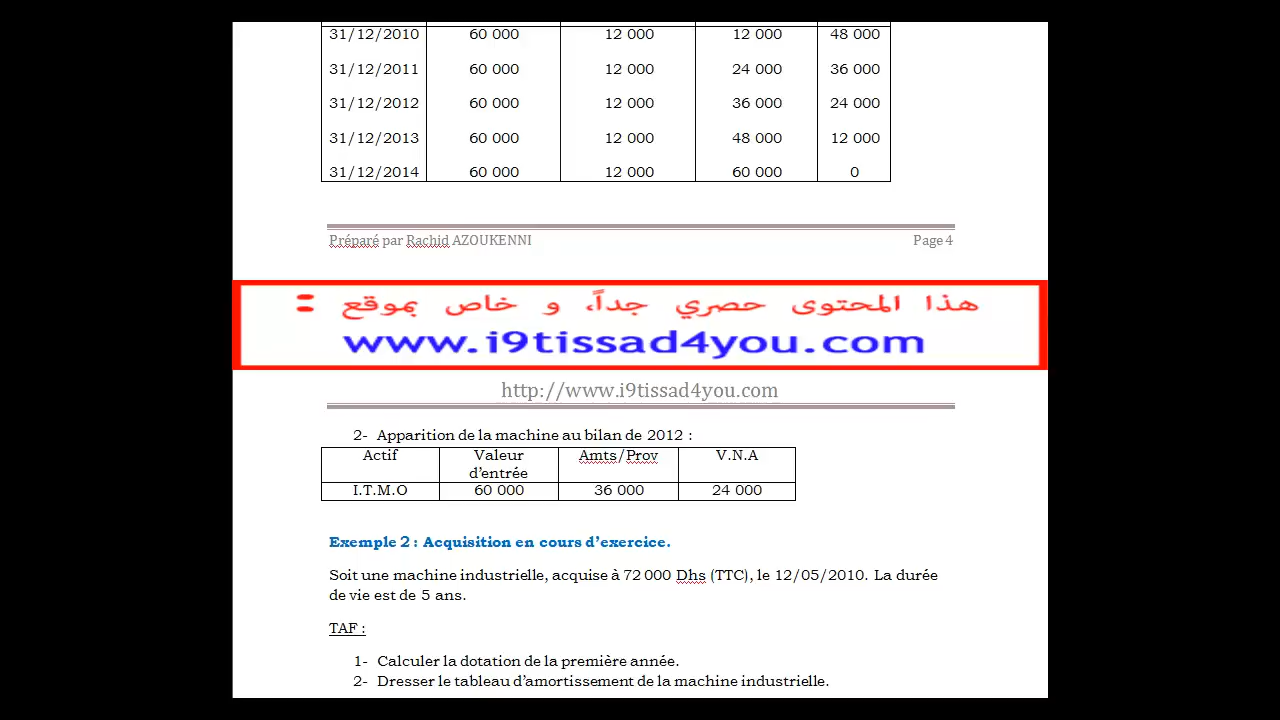 31/12/2010 60 000 12 000 12 000 48 000
31/12/2011 60 000 12 000 24 000 36 000
31/12/2012 60 000 12 000 36 000 24 000
31/12/2013 60 000 12 000 48 000 12 000
31/12/2014 60 000 12 000 60 000 0
Préparé par Rachid AZOUKENNI Page 4
هذا المحتوى حصري جداً، و خاص بموقع :
www.i9tissad4you.com
http://www.i9tissad4you.com
2- Apparition de la machine au bilan de 2012 :
Actif Valeur Amts/Prov V.N.A
d'entrée
I.T.M.O 60 000 36 000 24 000
Exemple 2 : Acquisition en cours d'exercice.
Soit une machine industrielle, acquise à 72 000 Dhs (TTC), le 12/05/2010. La durée
de vie est de 5 ans.
TAF :
1- Calculer la dotation de la première année.
2- Dresser le tableau d'amortissement de la machine industrielle.